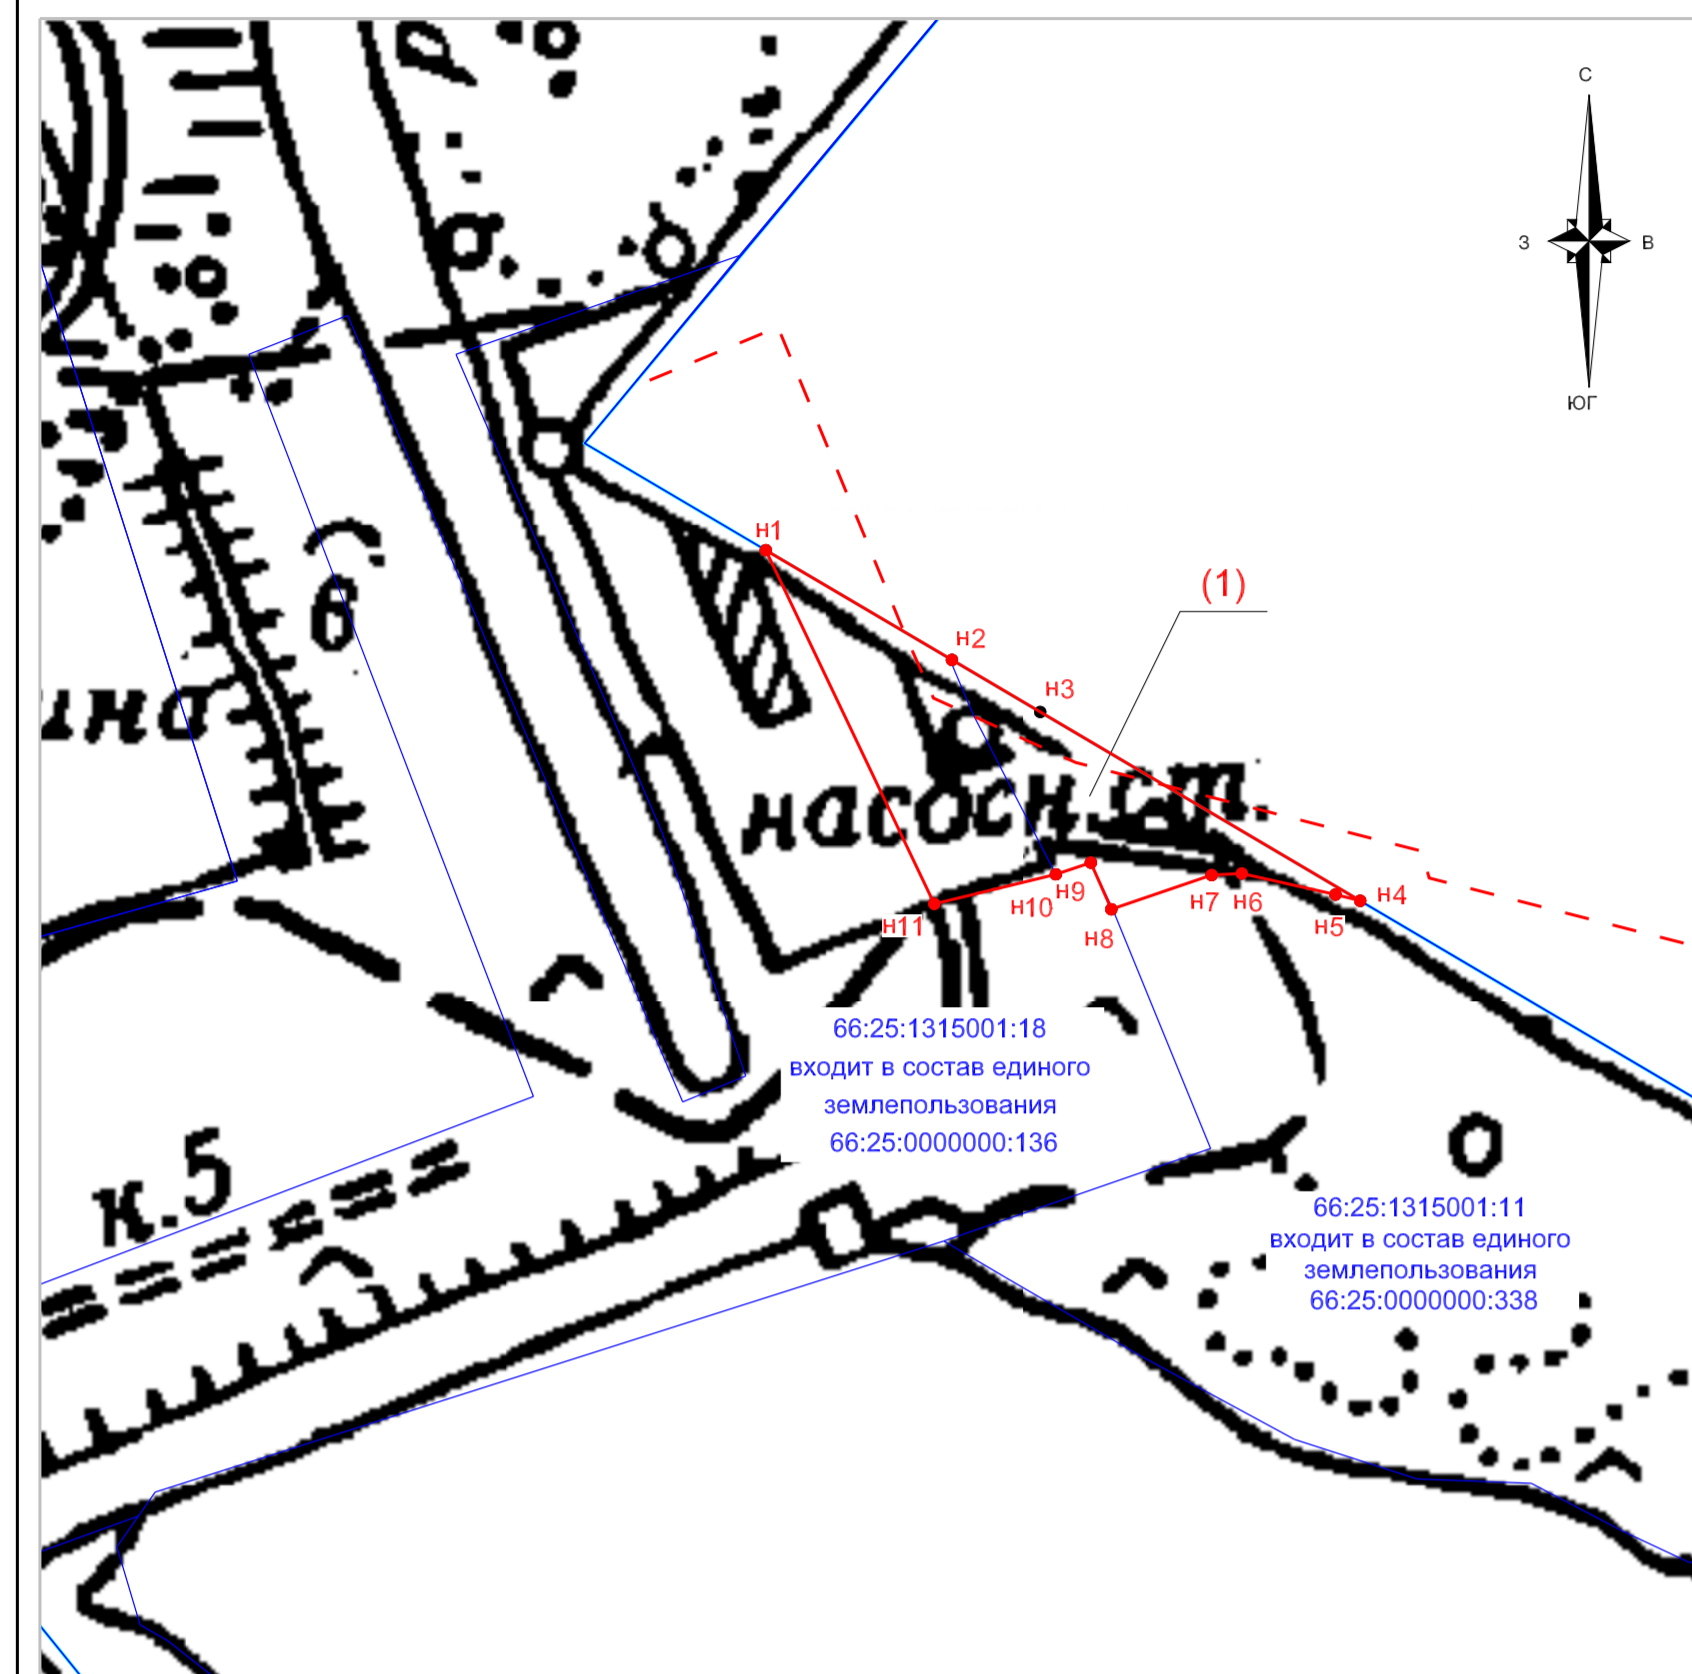 С
З
В
ЮГ
н1
(1)
н2
н3
ино
6
насосн.ст.
н4
н5
н6
н7
н8
н9
н10
н11
66:25:1315001:18
входит в состав единого
землепользования
66:25:0000000:136
к.5
О
66:25:1315001:11
входит в состав единого
землепользования
66:25:0000000:338